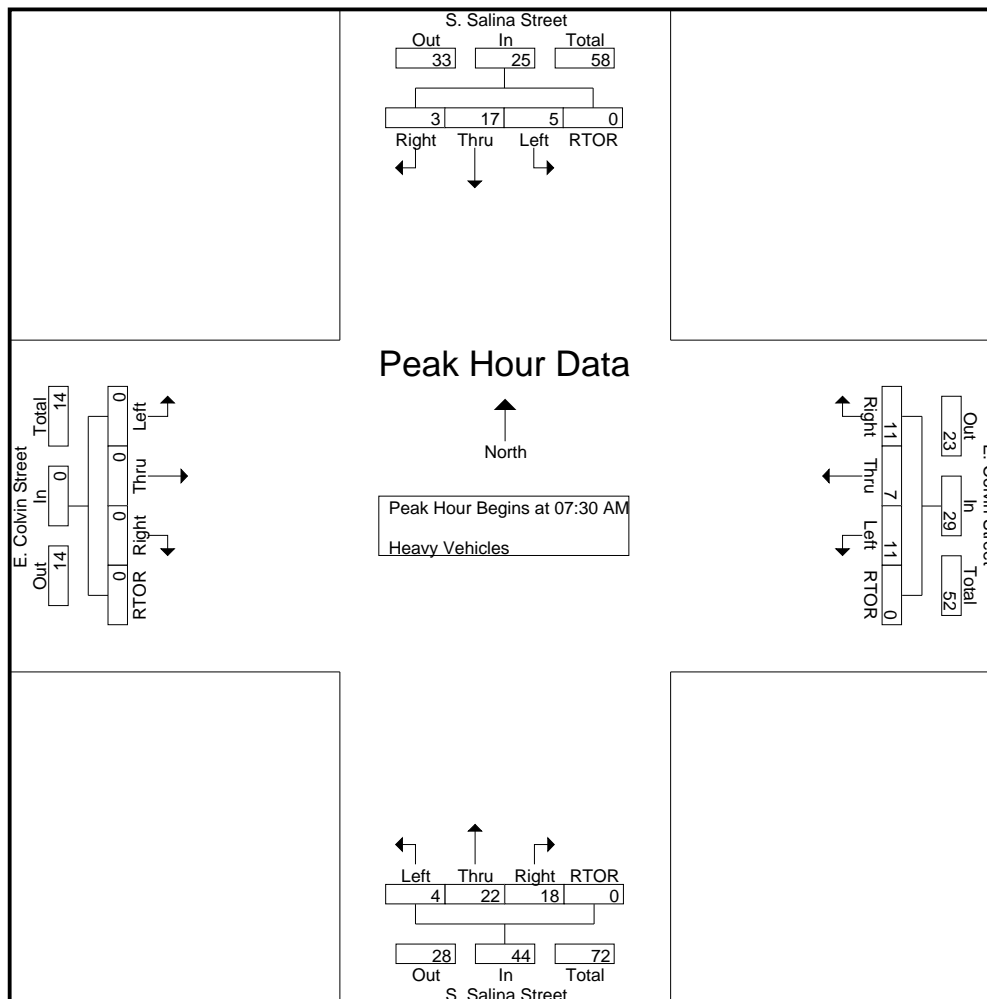 S. Salina Street
Out In Total
33 25 58
3 17 5 0
Right Thru Left RTOR
Peak Hour Data
North
Peak Hour Begins at 07:30 AM
Heavy Vehicles
E. Colvin Street
Out In Total
14 0 14
0 0 0 0
RTOR Right Thru Left
Right Thru Left RTOR
11 7 11 0
Out In Total
23 29 52
E. Colvin Street
Left Thru Right RTOR
4 22 18 0
28 44 72
Out In Total
S. Salina Street